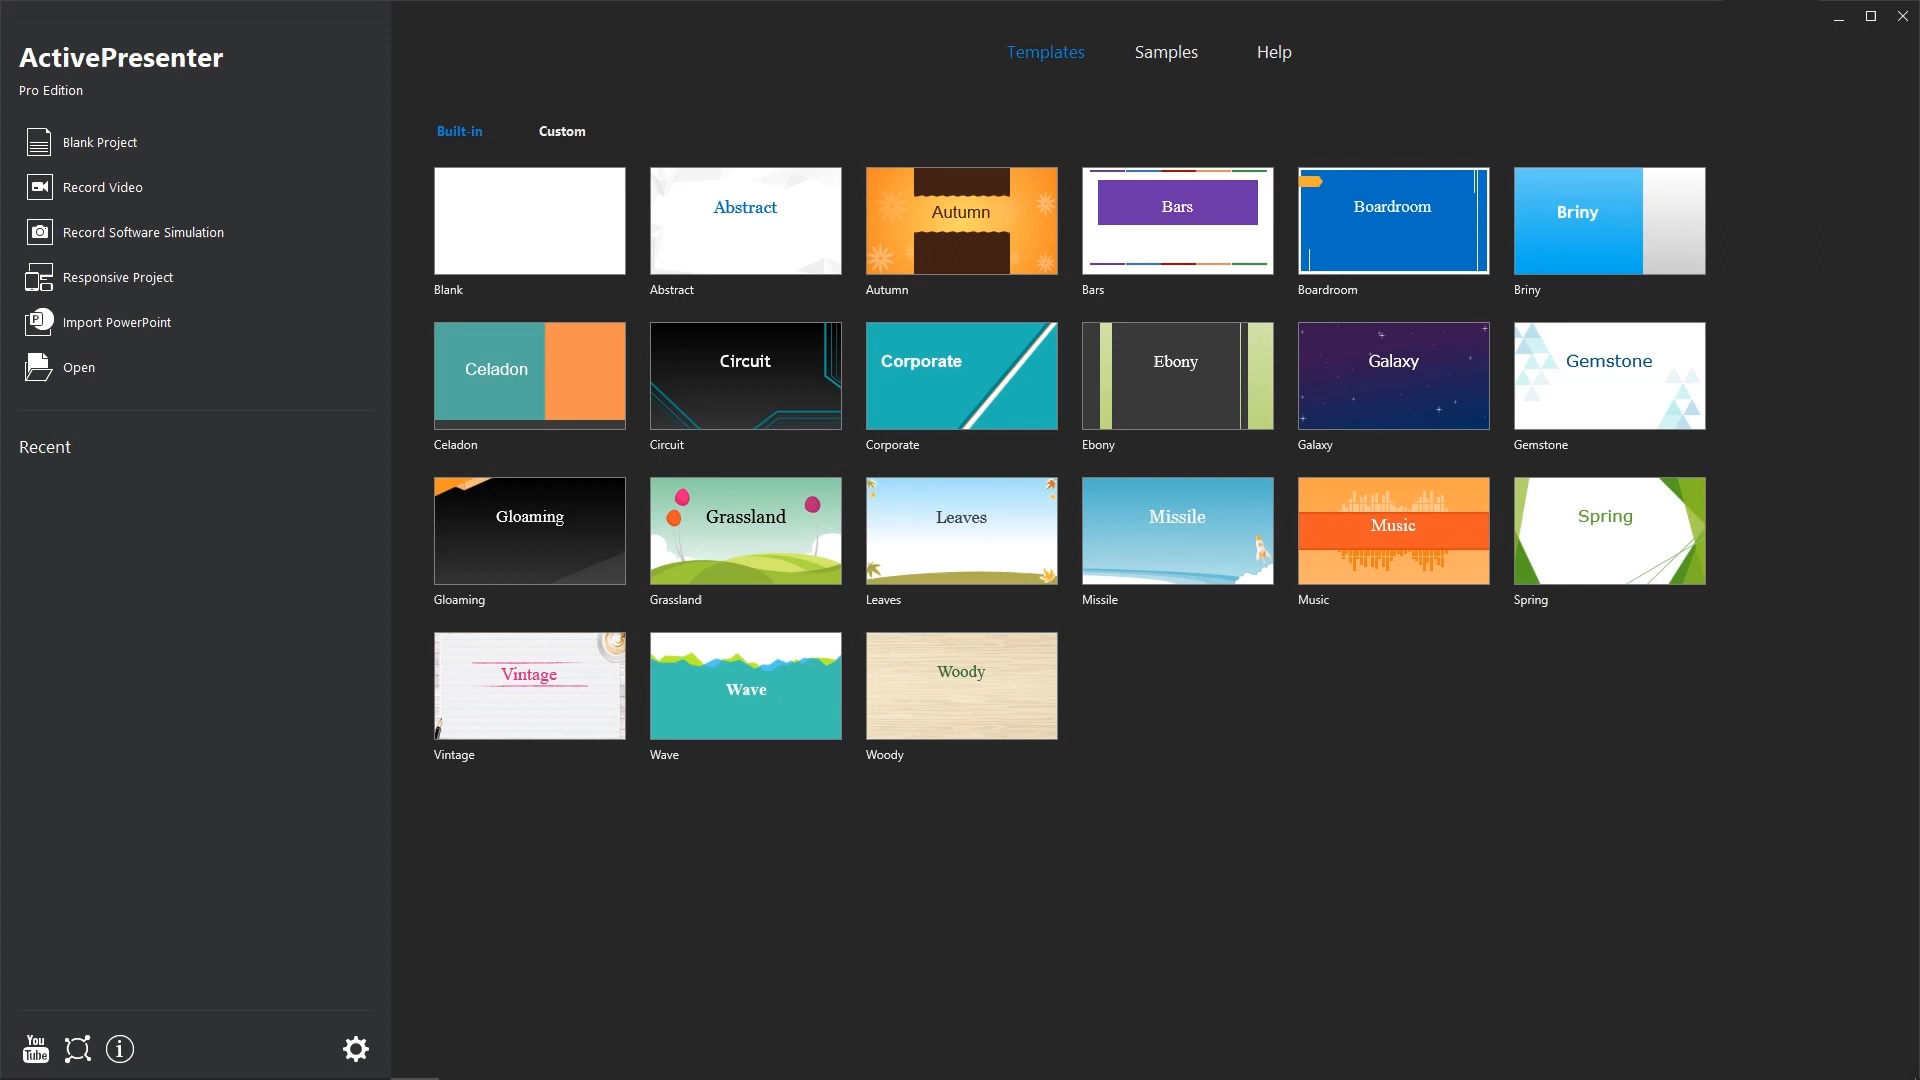 ActivePresenter
Pro Edition
Blank Project
Record Video
Record Software Simulation
Responsive Project
P
Import PowerPoint
Open
Recent
You
Tube
i
Templates Samples Help
Built-in Custom
Abstract Autumn Bars Boardroom Briny
Blank Abstract Autumn Bars Boardroom Briny
Celadon Circuit Corporate Ebony Galaxy Gemstone
Celadon Circuit Corporate Ebony Galaxy Gemstone
Gloaming Grassland Leaves Missile Music Spring
Gloaming Grassland Leaves Missile Music Spring
Vintage Wave Woody
Vintage Wave Woody